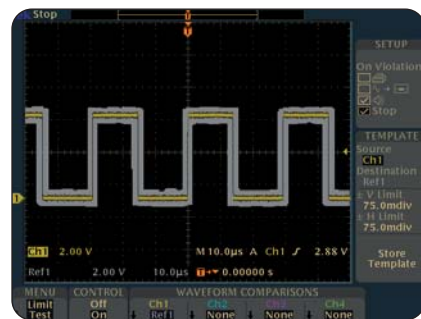 Stop
SETUP
On Violation
Stop
TEMPLATE
Source
Ch1
Destination
Ref1
± V Limit
75.0mdiv
± H Limit
75.0mdiv
Store
Template
1
Ch1 2.00 V M 10.0µs A Ch1 2.88 V
Ref1 2.00 V 10.0µs 0.00000 s
MENU CONTROL WAVEFORM COMPARISONS
Limit Off Ch1 Ch2 Ch3 Ch4
Test On Ref1 None None None